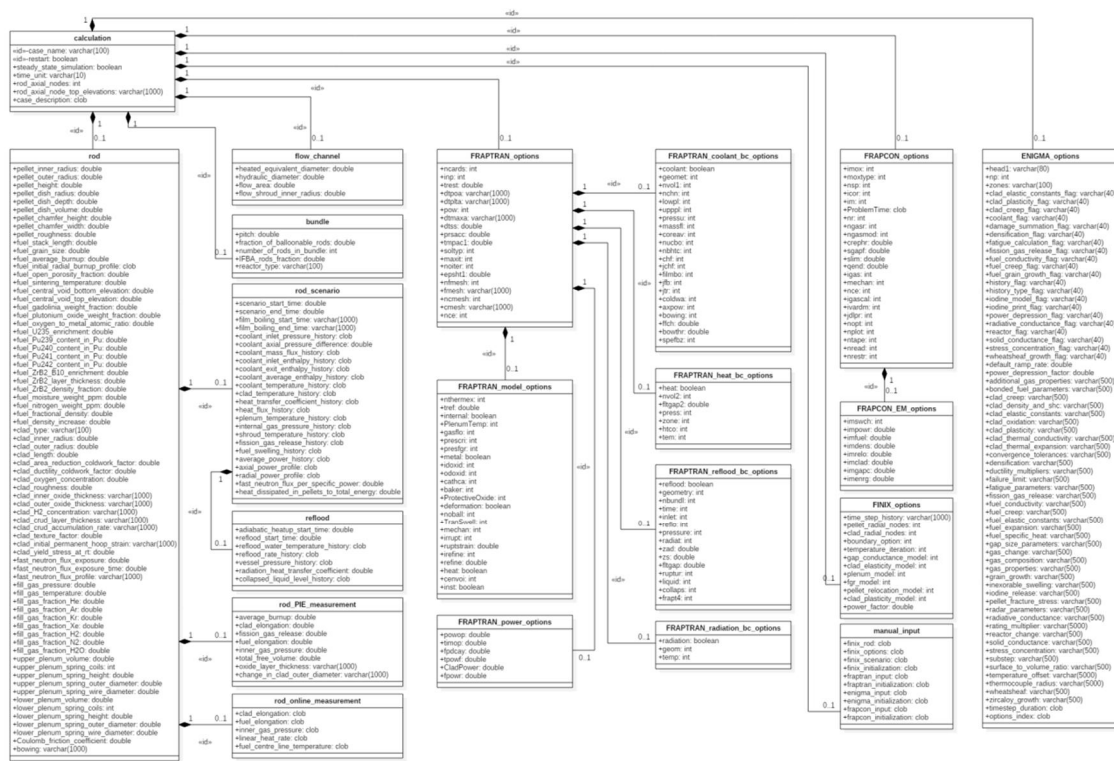 calculation
«id»-case_name: varchar(100)
«id»-restart: boolean
+steady_state_simulation: boolean
+time_unit: varchar(10)
+rod_axial_nodes: int
+rod_axial_node_top_elevations: varchar(1000)
+case_description: clob
rod
+pellet_inner_radius: double
+pellet_outer_radius: double
+pellet_height: double
+pellet_dish_radius: double
+pellet_dish_depth: double
+pellet_dish_volume: double
+pellet_chamfer_height: double
+pellet_chamfer_width: double
+pellet_roughness: double
+fuel_stack_length: double
+fuel_grain_size: double
+fuel_average_burnup: double
+fuel_initial_radial_burnup_profile: clob
+fuel_open_porosity_fraction: double
+fuel_sintering_temperature: double
+fuel_central_void_bottom_elevation: double
+fuel_central_void_top_elevation: double
+fuel_gadolinia_weight_fraction: double
+fuel_plutonium_oxide_weight_fraction: double
+fuel_oxygen_to_metal_atomic_ratio: double
+fuel_U235_enrichment: double
+fuel_Pu239_content_in_Pu: double
+fuel_Pu240_content_in_Pu: double
+fuel_Pu241_content_in_Pu: double
+fuel_Pu242_content_in_Pu: double
+fuel_ZrB2_B10_enrichment: double
+fuel_ZrB2_layer_thickness: double
+fuel_ZrB2_density_fraction: double
+fuel_moisture_weight_ppm: double
+fuel_nitrogen_weight_ppm: double
+fuel_fractional_density: double
+fuel_density_increase: double
+clad_type: varchar(100)
+clad_inner_radius: double
+clad_outer_radius: double
+clad_length: double
+clad_area_reduction_coldwork_factor: double
+clad_ductility_coldwork_factor: double
+clad_oxygen_concentration: double
+clad_roughness: double
+clad_inner_oxide_thickness: varchar(1000)
+clad_outer_oxide_thickness: varchar(1000)
+clad_H2_concentration: varchar(1000)
+clad_crud_layer_thickness: varchar(1000)
+clad_crud_accumulation_rate: varchar(1000)
+clad_texture_factor: double
+clad_initial_permanent_hoop_strain: varchar(1000)
+clad_yield_stress_at_rt: double
+fast_neutron_flux_exposure: double
+fast_neutron_flux_exposure_time: double
+fast_neutron_flux_profile: varchar(1000)
+fill_gas_pressure: double
+fill_gas_temperature: double
+fill_gas_fraction_He: double
+fill_gas_fraction_Ar: double
+fill_gas_fraction_Kr: double
+fill_gas_fraction_Xe: double
+fill_gas_fraction_H2: double
+fill_gas_fraction_N2: double
+fill_gas_fraction_H2O: double
+upper_plenum_volume: double
+upper_plenum_spring_coils: int
+upper_plenum_spring_height: double
+upper_plenum_spring_outer_diameter: double
+upper_plenum_spring_wire_diameter: double
+lower_plenum_volume: double
+lower_plenum_spring_coils: int
+lower_plenum_spring_height: double
+lower_plenum_spring_outer_diameter: double
+lower_plenum_spring_wire_diameter: double
+Coulomb_friction_coefficient: double
+bowing: varchar(1000)
flow_channel
+heated_equivalent_diameter: double
+hydraulic_diameter: double
+flow_area: double
+flow_shroud_inner_radius: double
bundle
+pitch: double
+fraction_of_balloonable_rods: double
+number_of_rods_in_bundle: int
+IFBA_rods_fraction: double
+reactor_type: varchar(100)
rod_scenario
+scenario_start_time: double
+scenario_end_time: double
+film_boiling_start_time: varchar(1000)
+film_boiling_end_time: varchar(1000)
+coolant_inlet_pressure_history: clob
+coolant_axial_pressure_difference: double
+coolant_mass_flux_history: clob
+coolant_inlet_enthalpy_history: clob
+coolant_exit_enthalpy_history: clob
+coolant_average_enthalpy_history: clob
+coolant_temperature_history: clob
+clad_temperature_history: clob
+heat_transfer_coefficient_history: clob
+heat_flux_history: clob
+plenum_temperature_history: clob
+internal_gas_pressure_history: clob
+shroud_temperature_history: clob
+fission_gas_release_history: clob
+fuel_swelling_history: clob
+average_power_history: clob
+axial_power_profile: clob
+radial_power_profile: clob
+fast_neutron_flux_per_specific_power: double
+heat_dissipated_in_pellets_to_total_energy: double
reflood
+adiabatic_heatup_start_time: double
+reflood_start_time: double
+reflood_water_temperature_history: clob
+reflood_rate_history: clob
+vessel_pressure_history: clob
+radiation_heat_transfer_coefficient: double
+collapsed_liquid_level_history: clob
rod_PIE_measurement
+average_burnup: double
+clad_elongation: double
+fission_gas_release: double
+fuel_elongation: double
+inner_gas_pressure: double
+total_free_volume: double
+oxide_layer_thickness: varchar(1000)
+change_in_clad_outer_diameter: varchar(1000)
rod_online_measurement
+clad_elongation: clob
+fuel_elongation: clob
+inner_gas_pressure: clob
+linear_heat_rate: clob
+fuel_centre_line_temperature: clob
FRAPTRAN_options
+ncards: int
+inp: int
+trest: double
+dtpoa: varchar(1000)
+dtplta: varchar(1000)
+pow: int
+dtmaxa: varchar(1000)
+dtss: double
+prsacc: double
+tmpac1: double
+soltyp: int
+maxit: int
+noiter: int
+epsht1: double
+nfmesh: int
+fmesh: varchar(1000)
+ncmesh: int
+cmesh: varchar(1000)
+nce: int
FRAPTRAN_model_options
+nthermex: int
+tref: double
+internal: boolean
+PlenumTemp: int
+gasflo: int
+prescri: int
+presfgr: int
+metal: boolean
+idoxid: int
+odoxid: int
+cathca: int
+baker: int
+ProtectiveOxide: int
+deformation: boolean
+noball: int
+TranSwell: int
+mechan: int
+irrupt: int
+ruptstrain: double
+irefine: int
+refine: double
+heat: boolean
+cenvoi: int
+rinst: boolean
FRAPTRAN_power_options
+powop: double
+timop: double
+fpdcay: double
+tpowf: double
+CladPower: double
+fpowr: double
FRAPTRAN_coolant_bc_options
+coolant: boolean
+geomet: int
+nvol1: int
+nchn: int
+lowpl: int
+upppl: int
+pressu: int
+massfl: int
+coreav: int
+nucbo: int
+nbhtc: int
+chf: int
+jchf: int
+filmbo: int
+jfb: int
+jtr: int
+coldwa: int
+axpow: int
+bowing: int
+ffch: double
+bowthr: double
+spefbz: int
FRAPTRAN_heat_bc_options
+heat: boolean
+nvol2: int
+fltgap2: double
+press: int
+zone: int
+htco: int
+tem: int
FRAPTRAN_reflood_bc_options
+reflood: boolean
+geometry: int
+nbundl: int
+time: int
+inlet: int
+reflo: int
+pressure: int
+radiat: int
+zad: double
+zs: double
+fltgap: double
+ruptur: int
+liquid: int
+collaps: int
+frapt4: int
FRAPTRAN_radiation_bc_options
+radiation: boolean
+geom: int
+temp: int
FRAPCON_options
+imox: int
+moxtype: int
+nsp: int
+icor: int
+im: int
+ProblemTime: clob
+nr: int
+ngasr: int
+ngasmod: int
+crephr: double
+sgapf: double
+slim: double
+qend: double
+igas: int
+mechan: int
+nce: int
+igascal: int
+ivardm: int
+jdlpr: int
+nopt: int
+nplot: int
+ntape: int
+nread: int
+nrestr: int
FRAPCON_EM_options
+imswch: int
+impowr: double
+imfuel: double
+imdens: double
+imrelo: double
+imclad: double
+imgapc: double
+imenrg: double
FINIX_options
+time_step_history: varchar(1000)
+pellet_radial_nodes: int
+clad_radial_nodes: int
+boundary_option: int
+temperature_iteration: int
+gap_conductance_model: int
+clad_elasticity_model: int
+plenum_model: int
+fgr_model: int
+pellet_relocation_model: int
+clad_plasticity_model: int
+power_factor: double
manual_input
+finix_rod: clob
+finix_options: clob
+finix_scenario: clob
+finix_initialization: clob
+fraptran_input: clob
+fraptran_initialization: clob
+enigma_input: clob
+enigma_initialization: clob
+frapcon_input: clob
+frapcon_initialization: clob
ENIGMA_options
+head1: varchar(80)
+np: int
+zones: varchar(100)
+clad_elastic_constants_flag: varchar(40)
+clad_plasticity_flag: varchar(40)
+clad_creep_flag: varchar(40)
+coolant_flag: varchar(40)
+damage_summation_flag: varchar(40)
+densification_flag: varchar(40)
+fatigue_calculation_flag: varchar(40)
+fission_gas_release_flag: varchar(40)
+fuel_conductivity_flag: varchar(40)
+fuel_creep_flag: varchar(40)
+fuel_grain_growth_flag: varchar(40)
+history_flag: varchar(40)
+history_type_flag: varchar(40)
+iodine_model_flag: varchar(40)
+iodine_print_flag: varchar(40)
+power_depression_flag: varchar(40)
+radiative_conductance_flag: varchar(40)
+reactor_flag: varchar(40)
+solid_conductance_flag: varchar(40)
+stress_concentration_flag: varchar(40)
+wheatsheaf_growth_flag: varchar(40)
+default_ramp_rate: double
+power_depression_factor: double
+additional_gas_properties: varchar(500)
+bonded_fuel_parameters: varchar(500)
+clad_creep: varchar(500)
+clad_density_and_shc: varchar(500)
+clad_elastic_constants: varchar(500)
+clad_oxidation: varchar(500)
+clad_plasticity: varchar(500)
+clad_thermal_conductivity: varchar(500)
+clad_thermal_expansion: varchar(500)
+convergence_tolerances: varchar(500)
+densification: varchar(500)
+ductility_multipliers: varchar(500)
+failure_limit: varchar(500)
+fatigue_parameters: varchar(500)
+fission_gas_release: varchar(500)
+fuel_conductivity: varchar(500)
+fuel_creep: varchar(500)
+fuel_elastic_constants: varchar(500)
+fuel_expansion: varchar(500)
+fuel_specific_heat: varchar(500)
+gap_size_parameters: varchar(500)
+gas_change: varchar(500)
+gas_composition: varchar(500)
+gas_properties: varchar(500)
+grain_growth: varchar(500)
+inexorable_swelling: varchar(500)
+iodine_release: varchar(500)
+pellet_fracture_stress: varchar(500)
+radar_parameters: varchar(500)
+radiative_conductance: varchar(500)
+rating_multiplier: varchar(5000)
+reactor_change: varchar(500)
+solid_conductance: varchar(500)
+stress_concentration: varchar(500)
+substep: varchar(500)
+surface_to_volume_ratio: varchar(500)
+temperature_offset: varchar(5000)
+thermocouple_radius: varchar(5000)
+wheatsheaf: varchar(500)
+zircaloy_growth: varchar(500)
+timestep_duration: clob
+options_index: clob